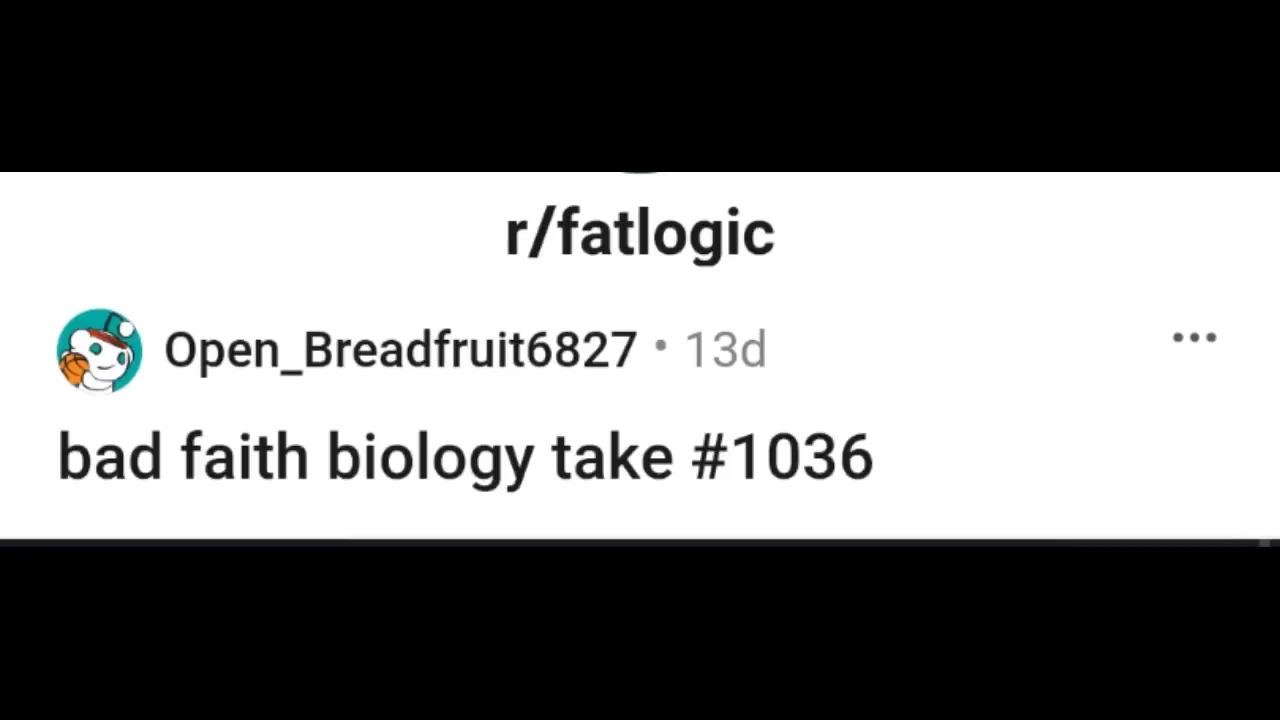 r/fatlogic
Open_Breadfruit6827 • 13d
bad faith biology take #1036